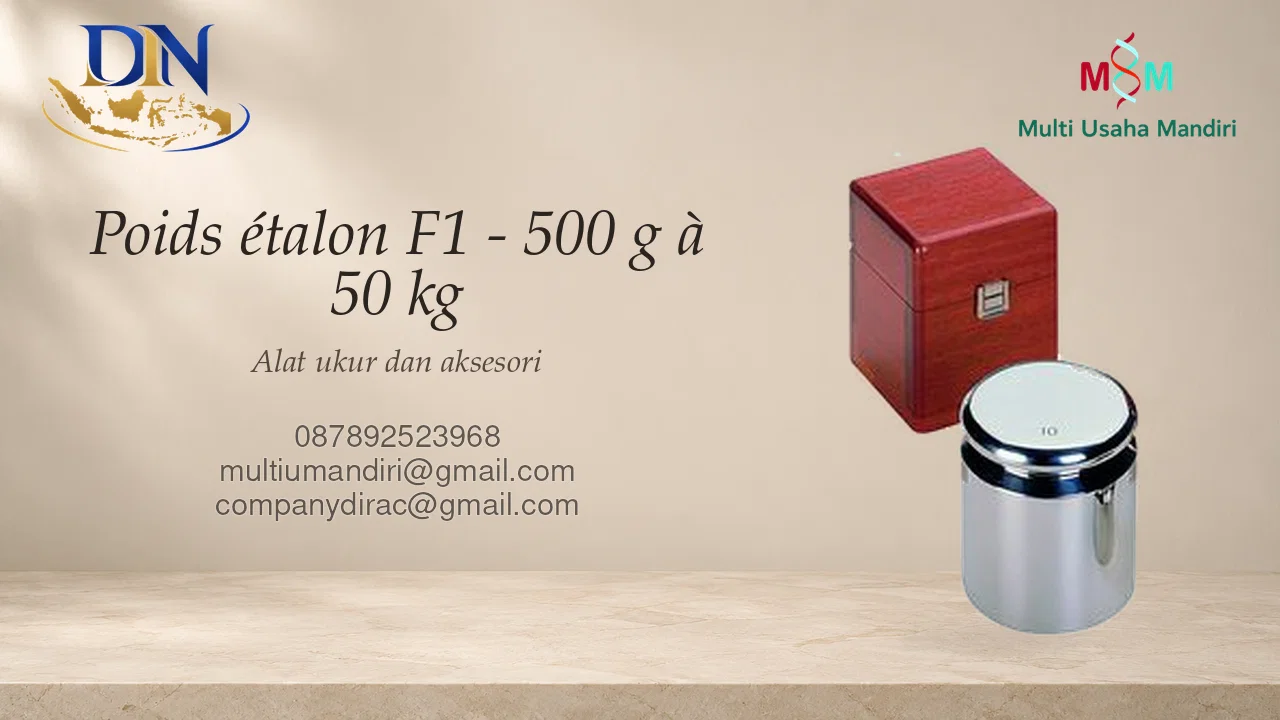 DIN
M M
Multi Usaha Mandiri
Poids étalon F1 - 500 g à
50 kg
Alat ukur dan aksesori
087892523968
multiumandiri@gmail.com
companydirac@gmail.com
10